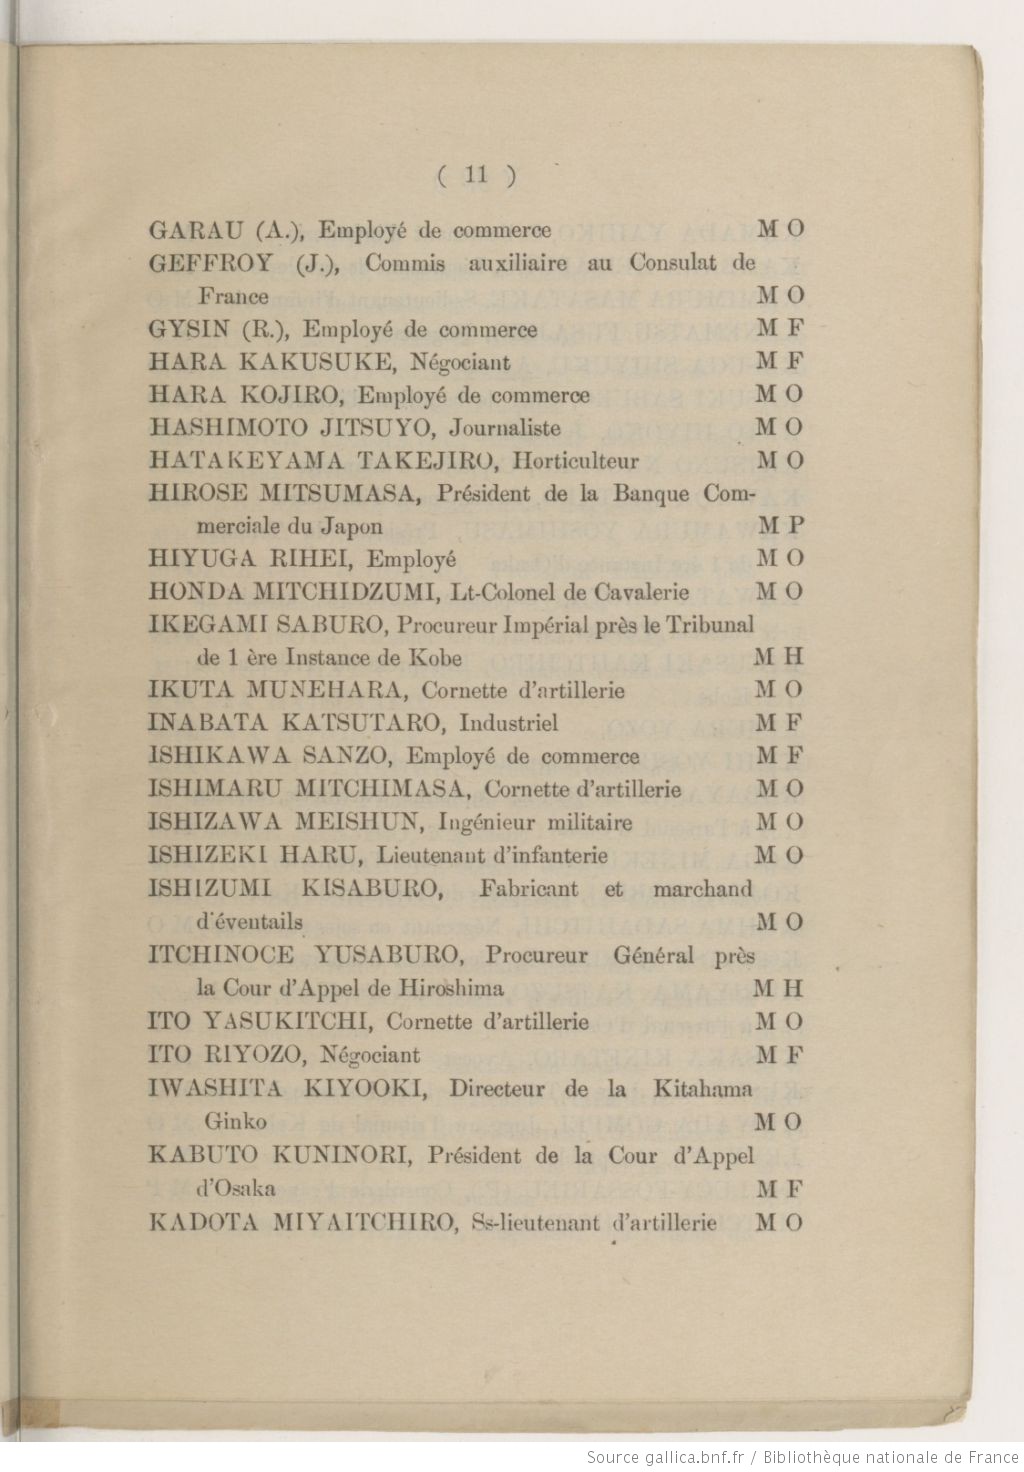 ( 11 )
GARAU (A.), Employé de commerce M O
GEFFROY (J.), Commis auxiliaire au Consulat de
France M O
GYSIN (R.), Employé de commerce M F
HARA KAKUSUKE, Négociant M F
HARA KOJIRO, Employé de commerce M O
HASHIMOTO JITSUYO, Journaliste M O
HATAKEYAMA TAKEJIRO, Horticulteur M O
HIROSE MITSUMASA, Président de la Banque Com-
merciale du Japon M P
HIYUGA RIHEI, Employé M O
HONDA MITCHIDZUMI, Lt-Colonel de Cavalerie M O
IKEGAMI SABURO, Procureur Impérial près le Tribunal
de 1 ère Instance de Kobe M H
IKUTA MUNEHARA, Cornette d'artillerie M O
INABATA KATSUTARO, Industriel M F
ISHIKAWA SANZO, Employé de commerce M F
ISHIMARU MITCHIMASA, Cornette d'artillerie M O
ISHIZAWA MEISHUN, Ingénieur militaire M O
ISHIZEKI HARU, Lieutenant d'infanterie M O
ISHIZUMI KISABURO, Fabricant et marchand
d'éventails M O
ITCHINOCE YUSABURO, Procureur Général près
la Cour d'Appel de Hiroshima M H
ITO YASUKITCHI, Cornette d'artillerie M O
ITO RIYOZO, Négociant M F
IWASHITA KIYOOKI, Directeur de la Kitahama
Ginko M O
KABUTO KUNINORI, Président de la Cour d'Appel
d'Osaka M F
KADOTA MIYAITCHIRO, Ss-lieutenant d'artillerie M O
Source gallica.bnf.fr / Bibliothèque nationale de France